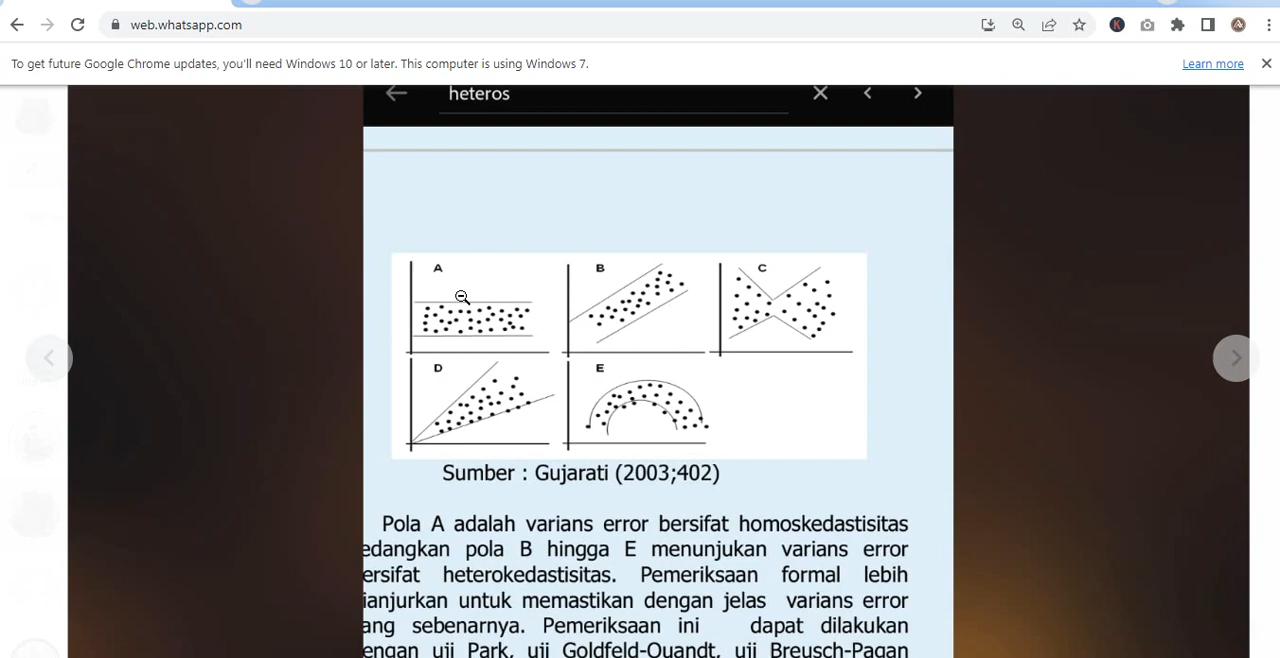 web.whatsapp.com
To get future Google Chrome updates, you'll need Windows 10 or later. This computer is using Windows 7.
Learn more
heteros
A
B
C
D
E
Sumber : Gujarati (2003;402)
Pola A adalah varians error bersifat homoskedastisitas
edangkan pola B hingga E menunjukan varians error
ersifat heterokedastisitas. Pemeriksaan formal lebih
ianjurkan untuk memastikan dengan jelas varians error
ang sebenarnya. Pemeriksaan ini dapat dilakukan
engan uji Park, uji Goldfeld-Quandt, uji Breusch-Pagan